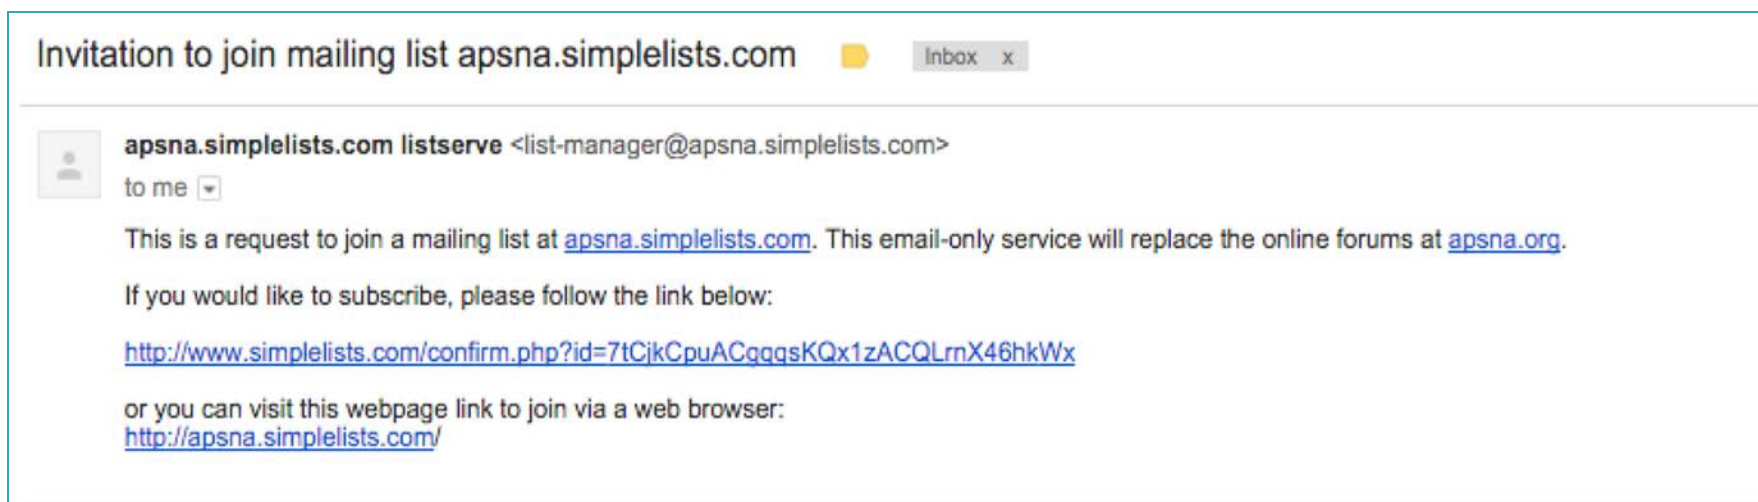 Invitation to join mailing list apsna.simplelists.com Inbox x
apsna.simplelists.com listserve <list-manager@apsna.simplelists.com>
to me
This is a request to join a mailing list at apsna.simplelists.com. This email-only service will replace the online forums at apsna.org.
If you would like to subscribe, please follow the link below:
http://www.simplelists.com/confirm.php?id=7tCjkCpuACgqqsKQx1zACQLrnX46hkWx
or you can visit this webpage link to join via a web browser:
http://apsna.simplelists.com/